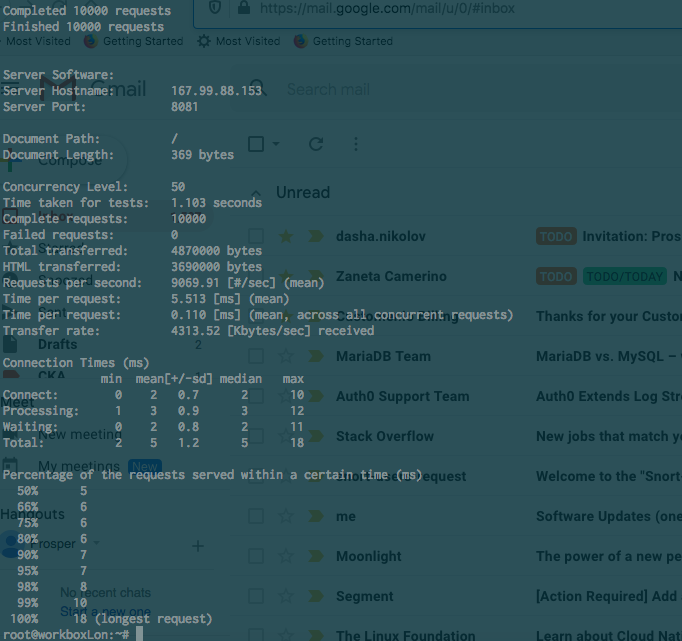 Completed 10000 requests
Finished 10000 requests
https://mail.google.com/mail/u/0/#inbox
Most Visited
Getting Started
Most Visited
Getting Started
Server Software:
Server Hostname: 167.99.88.153
Server Port: 8081
Gmail
Search mail
Document Path: /
Document Length: 369 bytes
Compose
Unread
Concurrency Level: 50
Time taken for tests: 1.103 seconds
Complete requests: 10000
Failed requests: 0
Total transferred: 4870000 bytes
HTML transferred: 3690000 bytes
Requests per second: 9069.91 [#/sec] (mean)
Time per request: 5.513 [ms] (mean)
Time per request: 0.110 [ms] (mean, across all concurrent requests)
Transfer rate: 4313.52 [Kbytes/sec] received
dasha.nikolov TODO Invitation: Pros
Zaneta Camerino TODO TODO/TODAY N
Thanks for your Custo
Drafts 2
MariaDB Team MariaDB vs. MySQL –
CKA
Connection Times (ms)
min mean[+/-sd] median max
Connect: 0 2 0.7 2 10
Processing: 1 3 0.9 3 12
Waiting: 0 2 0.8 2 11
Total: 2 5 1.2 5 18
Auth0 Support Team Auth0 Extends Log Str
Meet
New meeting
Stack Overflow New jobs that match y
My meetings New
Percentage of the requests served within a certain time (ms)
50% 5
66% 6
75% 6
80% 6
90% 7
95% 7
98% 8
99% 10
100% 18 (longest request)
Welcome to the "Snort
Hangouts
me Software Updates (one
Prosper
Moonlight The power of a new pe
No recent chats
Start a new one
Segment [Action Required] Add
The Linux Foundation Learn about Cloud Nat
root@workboxLon:~#